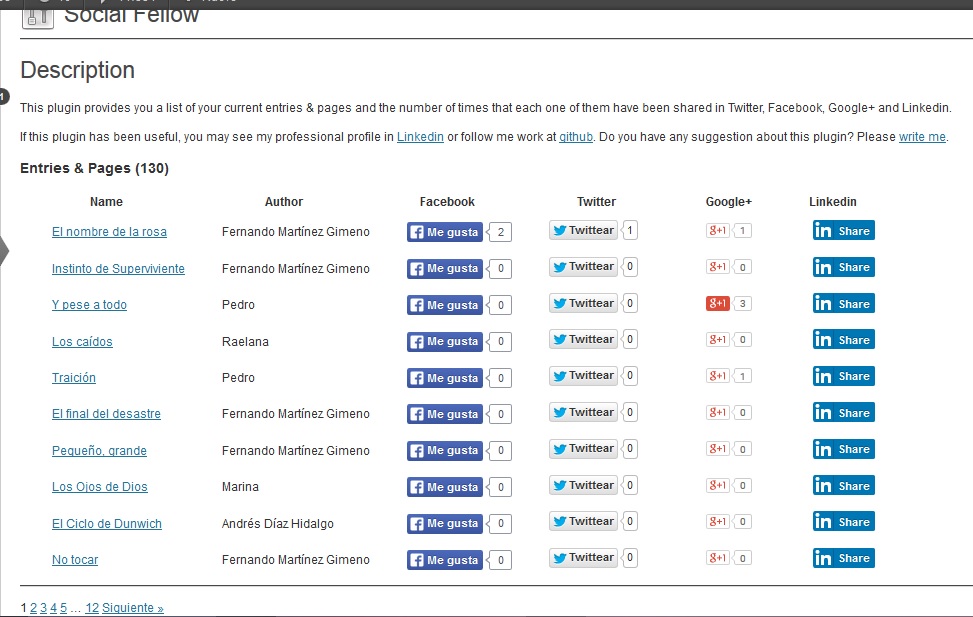 Social Fellow
Description
1
This plugin provides you a list of your current entries & pages and the number of times that each one of them have been shared in Twitter, Facebook, Google+ and Linkedin.
If this plugin has been useful, you may see my professional profile in Linkedin or follow me work at github. Do you have any suggestion about this plugin? Please write me.
Entries & Pages (130)
Name Author Facebook Twitter Google+ Linkedin
El nombre de la rosa Fernando Martínez Gimeno Me gusta 2 Twittear 1 g+1 1 in Share
Instinto de Superviviente Fernando Martínez Gimeno Me gusta 0 Twittear 0 g+1 0 in Share
Y pese a todo Pedro Me gusta 0 Twittear 0 g+1 3 in Share
Los caídos Raelana Me gusta 0 Twittear 0 g+1 0 in Share
Traición Pedro Me gusta 0 Twittear 0 g+1 1 in Share
El final del desastre Fernando Martínez Gimeno Me gusta 0 Twittear 0 g+1 0 in Share
Pequeño, grande Fernando Martínez Gimeno Me gusta 0 Twittear 0 g+1 0 in Share
Los Ojos de Dios Marina Me gusta 0 Twittear 0 g+1 0 in Share
El Ciclo de Dunwich Andrés Díaz Hidalgo Me gusta 0 Twittear 0 g+1 0 in Share
No tocar Fernando Martínez Gimeno Me gusta 0 Twittear 0 g+1 0 in Share
1 2 3 4 5 … 12 Siguiente »